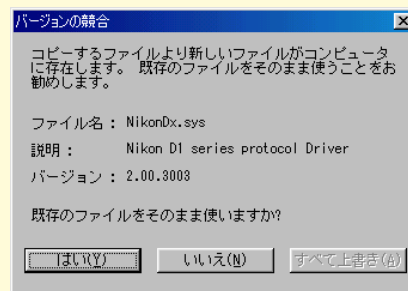 バージョンの競合
コピーするファイルより新しいファイルがコンピュータ
に存在します。 既存のファイルをそのまま使うことをお
勧めします。
ファイル名: NikonDx.sys
説明: Nikon D1 series protocol Driver
バージョン: 2.00.3003
既存のファイルをそのまま使いますか?
はい(Y) いいえ(N) すべて上書き(A)